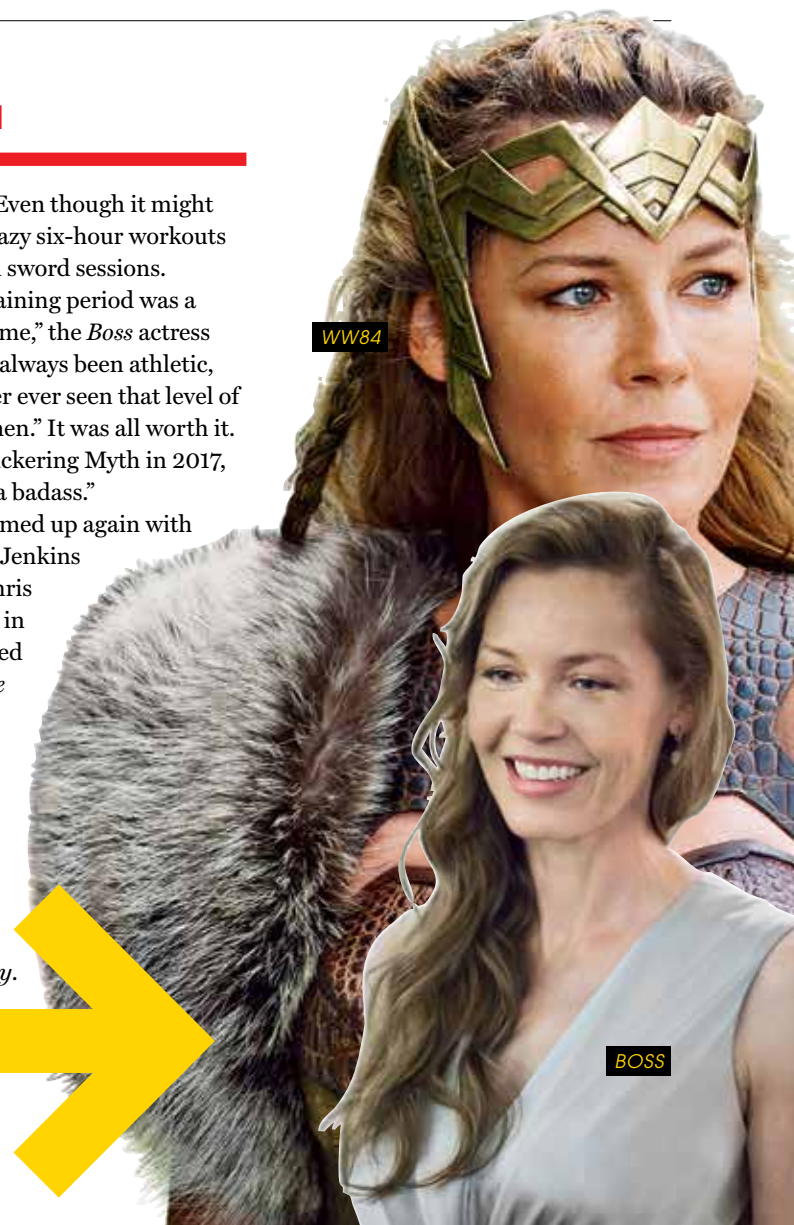 Even though it might
azy six-hour workouts
sword sessions.
aining period was a
me,” the Boss actress
always been athletic,
er ever seen that level of
nen.” It was all worth it.
ckering Myth in 2017,
a badass.”
med up again with
Jenkins
hris
in
ed
e
y.
WW84
BOSS